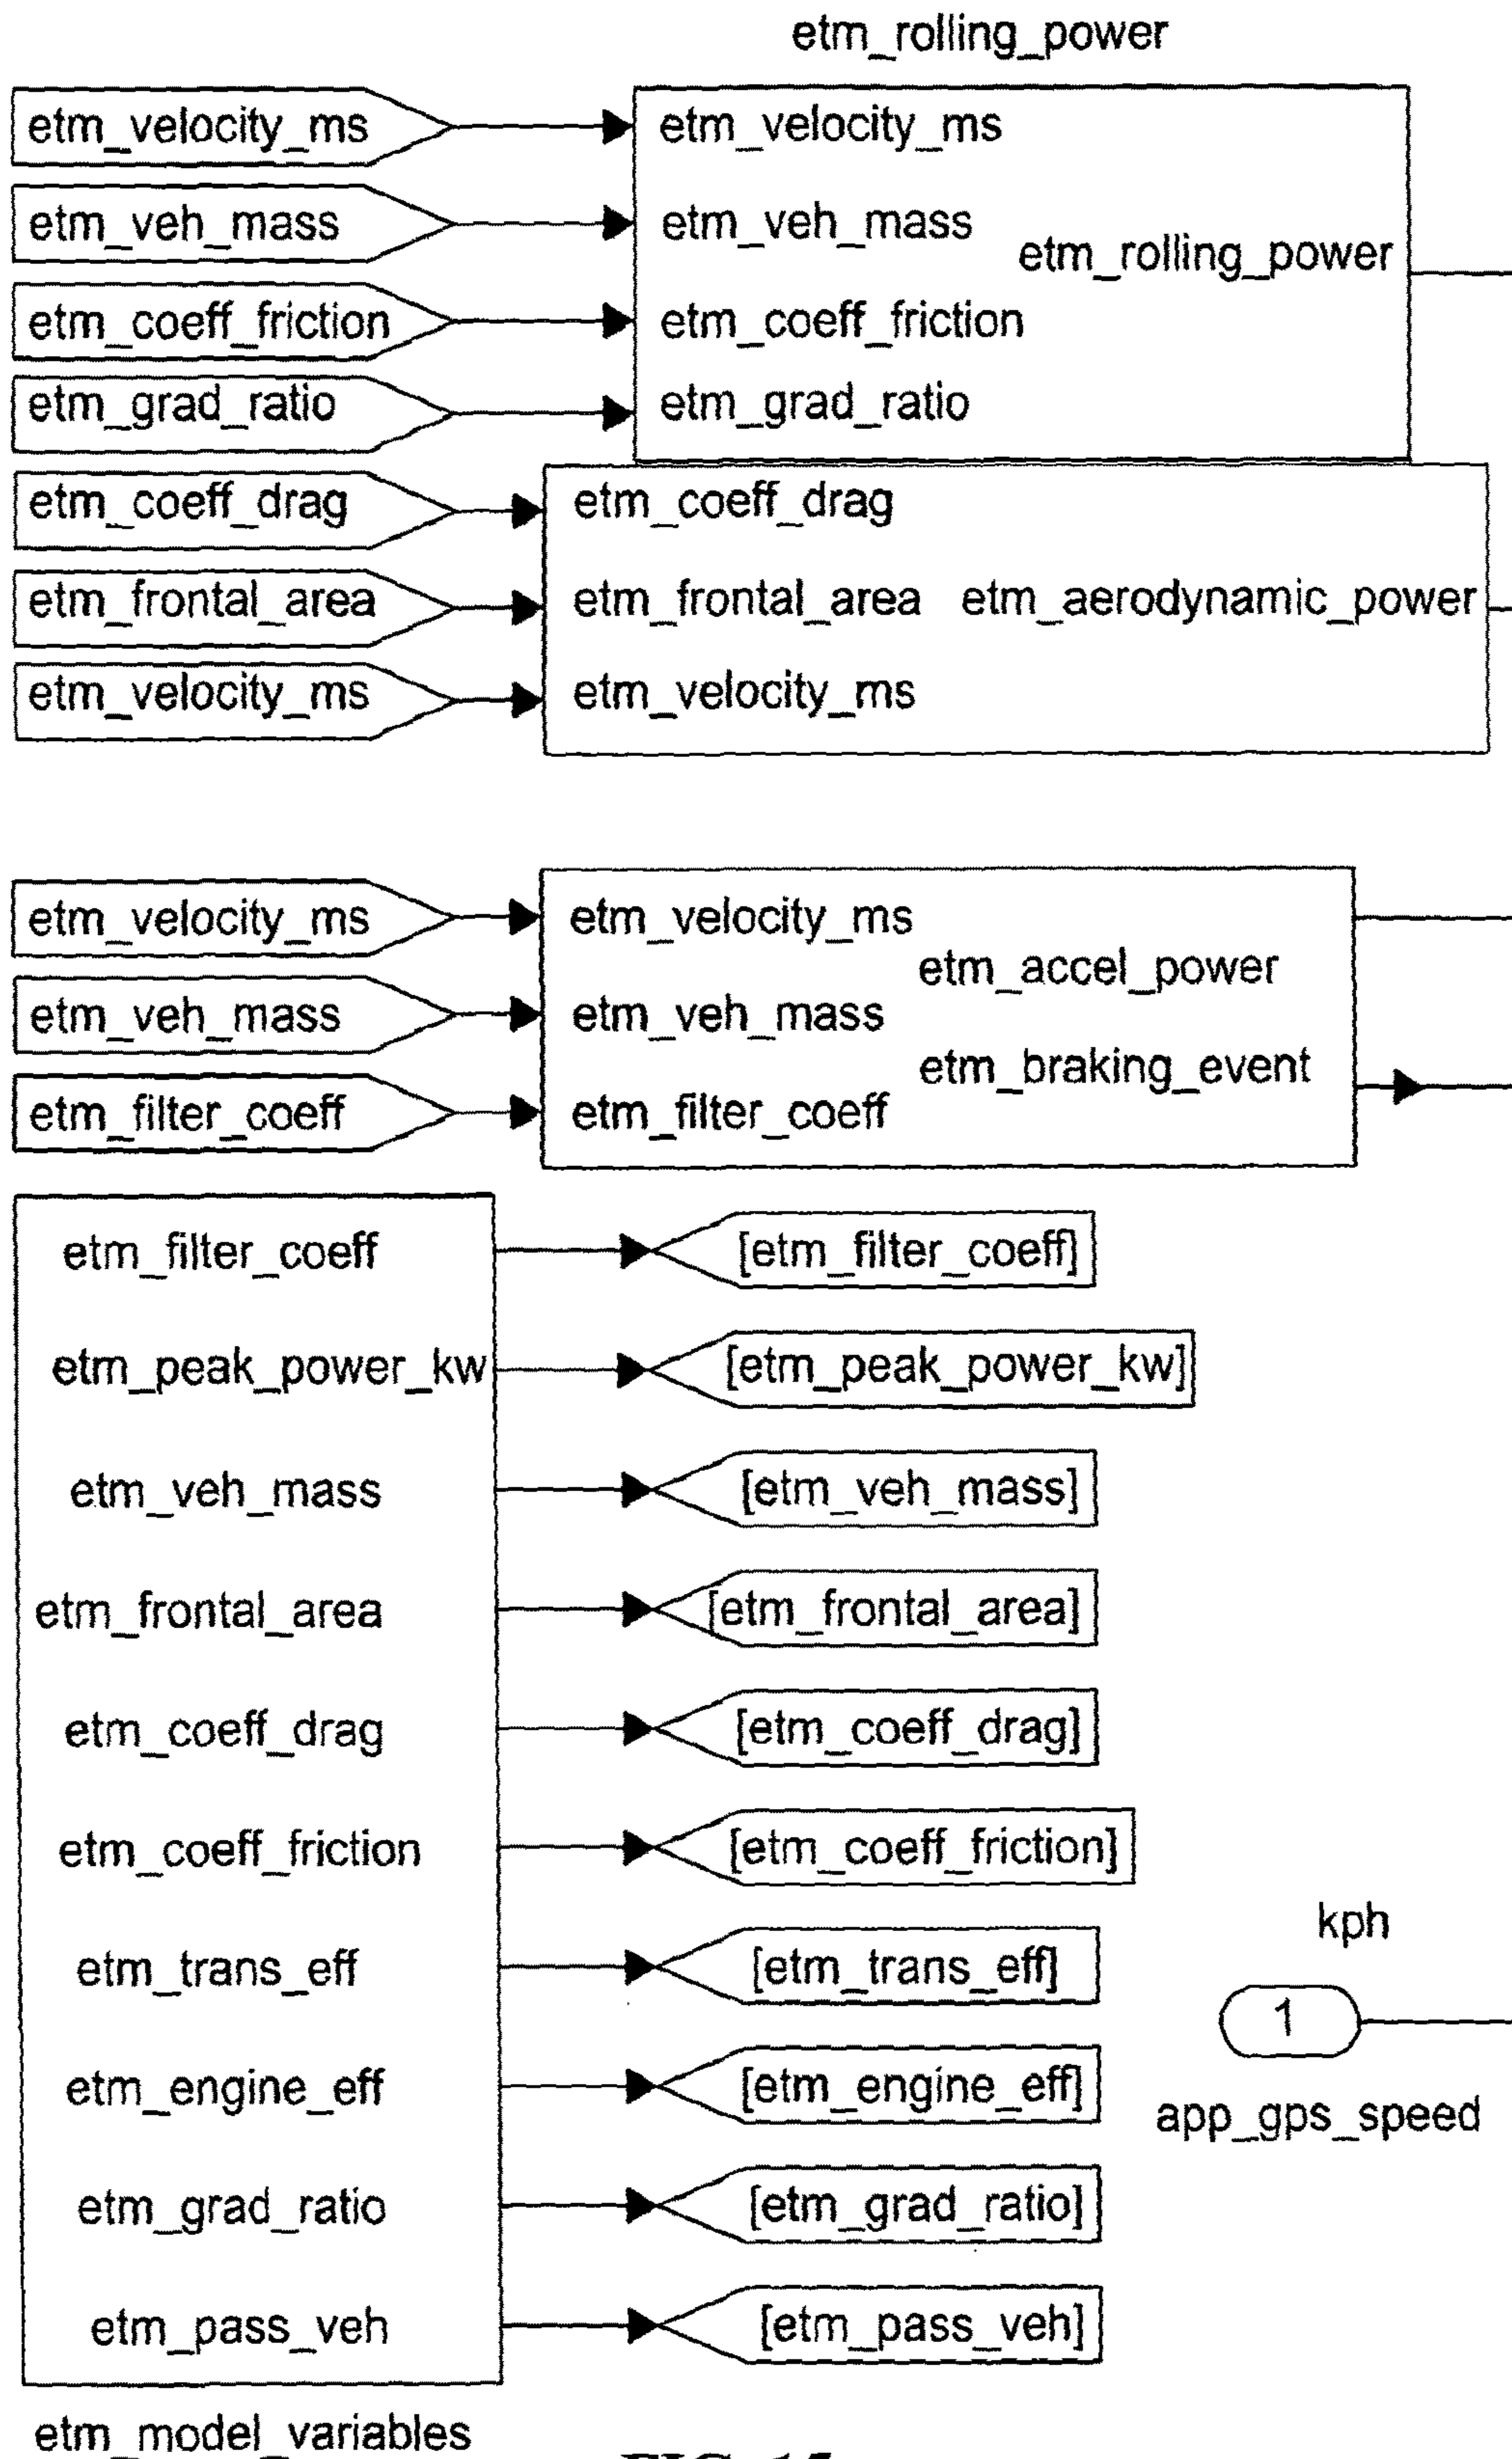 etm_rolling_power
etm_velocity_ms
etm_velocity_ms
etm_veh_mass
etm_veh_mass
etm_rolling_power
etm_coeff_friction
etm_coeff_friction
etm_grad_ratio
etm_grad_ratio
etm_coeff_drag
etm_coeff_drag
etm_frontal_area
etm_frontal_area
etm_aerodynamic_power
etm_velocity_ms
etm_velocity_ms
etm_velocity_ms
etm_velocity_ms
etm_accel_power
etm_veh_mass
etm_veh_mass
etm_braking_event
etm_filter_coeff
etm_filter_coeff
etm_filter_coeff
[etm_filter_coeff]
etm_peak_power_kw
[etm_peak_power_kw]
etm_veh_mass
[etm_veh_mass]
etm_frontal_area
[etm_frontal_area]
etm_coeff_drag
[etm_coeff_drag]
etm_coeff_friction
[etm_coeff_friction]
kph
etm_trans_eff
[etm_trans_eff]
1
etm_engine_eff
[etm_engine_eff]
app_gps_speed
etm_grad_ratio
[etm_grad_ratio]
etm_pass_veh
[etm_pass_veh]
etm_model_variables